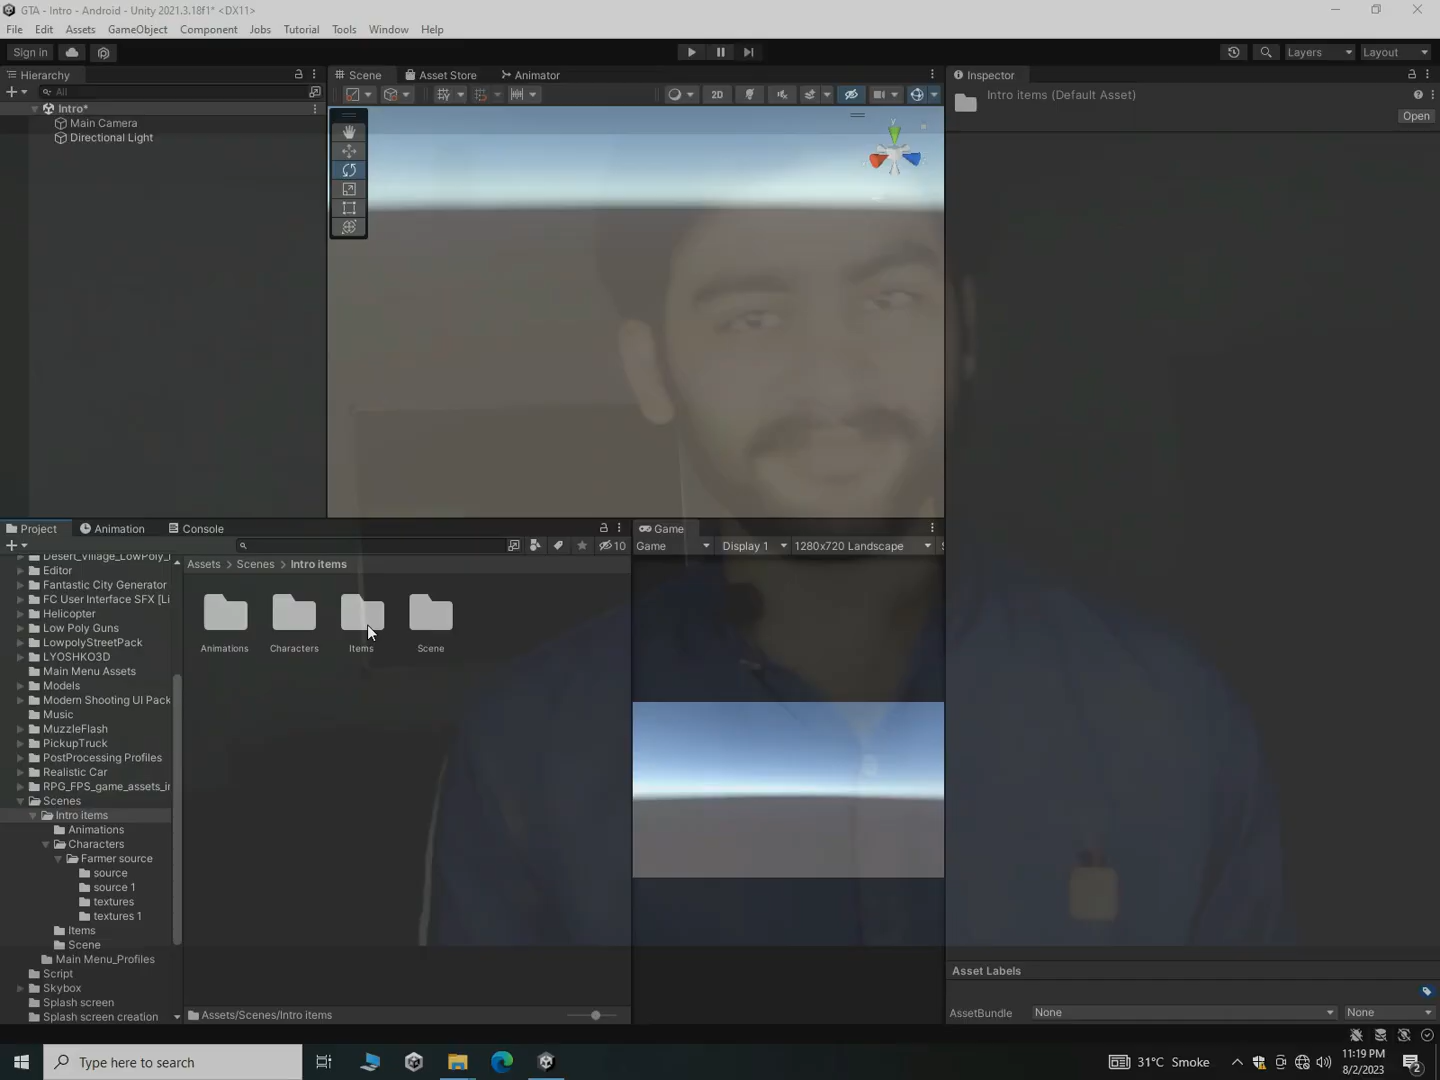 GTA - Intro - Android - Unity 2021.3.18f1* <DX11>
File Edit Assets GameObject Component Jobs Tutorial Tools Window Help
Sign in
Layers Layout
Hierarchy
Scene Asset Store Animator
Inspector
All
2D
Intro items (Default Asset)
Open
Intro*
Main Camera
Directional Light
Project Animation Console
Game
10
Game Display 1 1280x720 Landscape
Desert_Village_LowPoly_
Assets > Scenes > Intro items
Editor
Fantastic City Generator
FC User Interface SFX [Li
Helicopter
Low Poly Guns
LowpolyStreetPack
LYOSHKO3D
Main Menu Assets
Models
Modern Shooting UI Pack
Music
MuzzleFlash
PickupTruck
PostProcessing Profiles
Realistic Car
RPG_FPS_game_assets_i
Scenes
Intro items
Animations
Characters
Farmer source
source
source 1
textures
textures 1
Items
Scene
Main Menu_Profiles
Script
Skybox
Splash screen
Splash screen creation
Animations Characters Items Scene
Assets/Scenes/Intro items
Asset Labels
AssetBundle None None
Type here to search
31°C Smoke
11:19 PM
8/2/2023
2